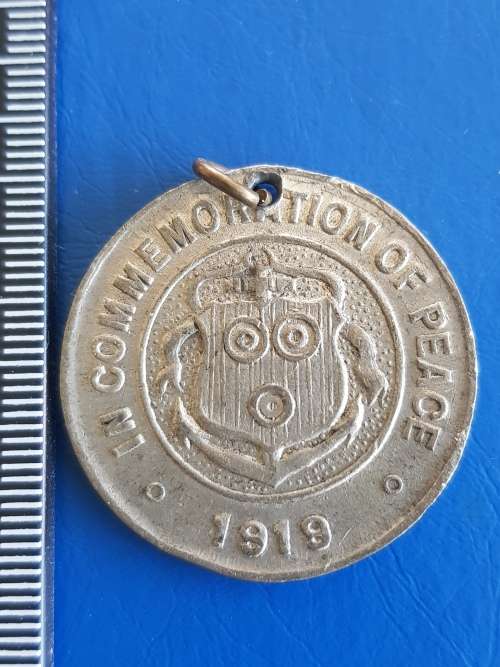 IN COMMEMORATION OF PEACE
1919